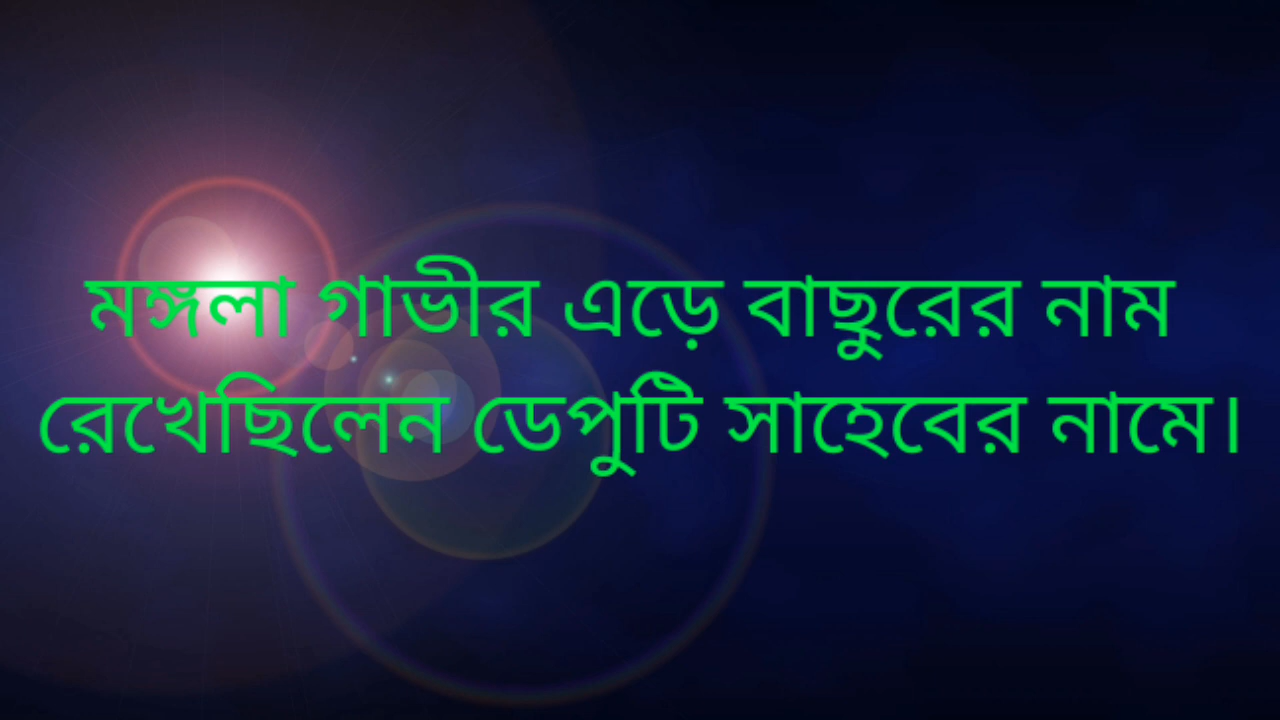 মঙ্গলা গাভীর এড়ে বাছুরের নাম
রেখেছিলেন ডেপুটি সাহেবের নামে।